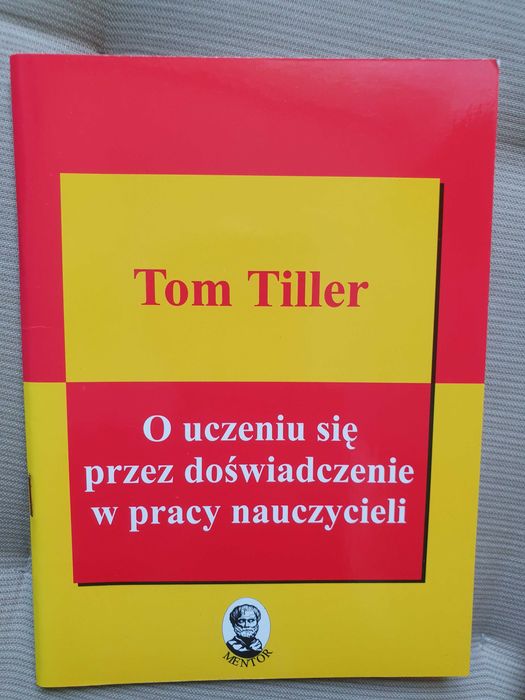 Tom Tiller
O uczeniu się
przez doświadczenie
w pracy nauczycieli
MENTOR